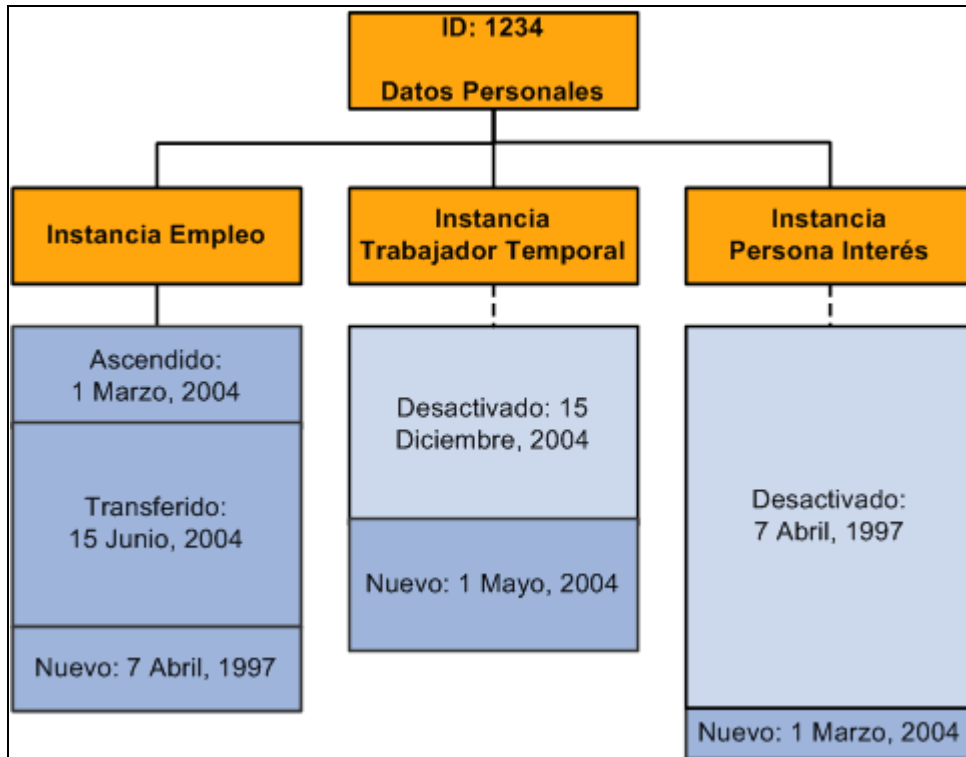 ID: 1234
Datos Personales
Instancia Empleo
Instancia
Trabajador Temporal
Instancia
Persona Interés
Ascendido:
1 Marzo, 2004
Transferido:
15 Junio, 2004
Nuevo: 7 Abril, 1997
Desactivado: 15
Diciembre, 2004
Nuevo: 1 Mayo, 2004
Desactivado:
7 Abril, 1997
Nuevo: 1 Marzo, 2004